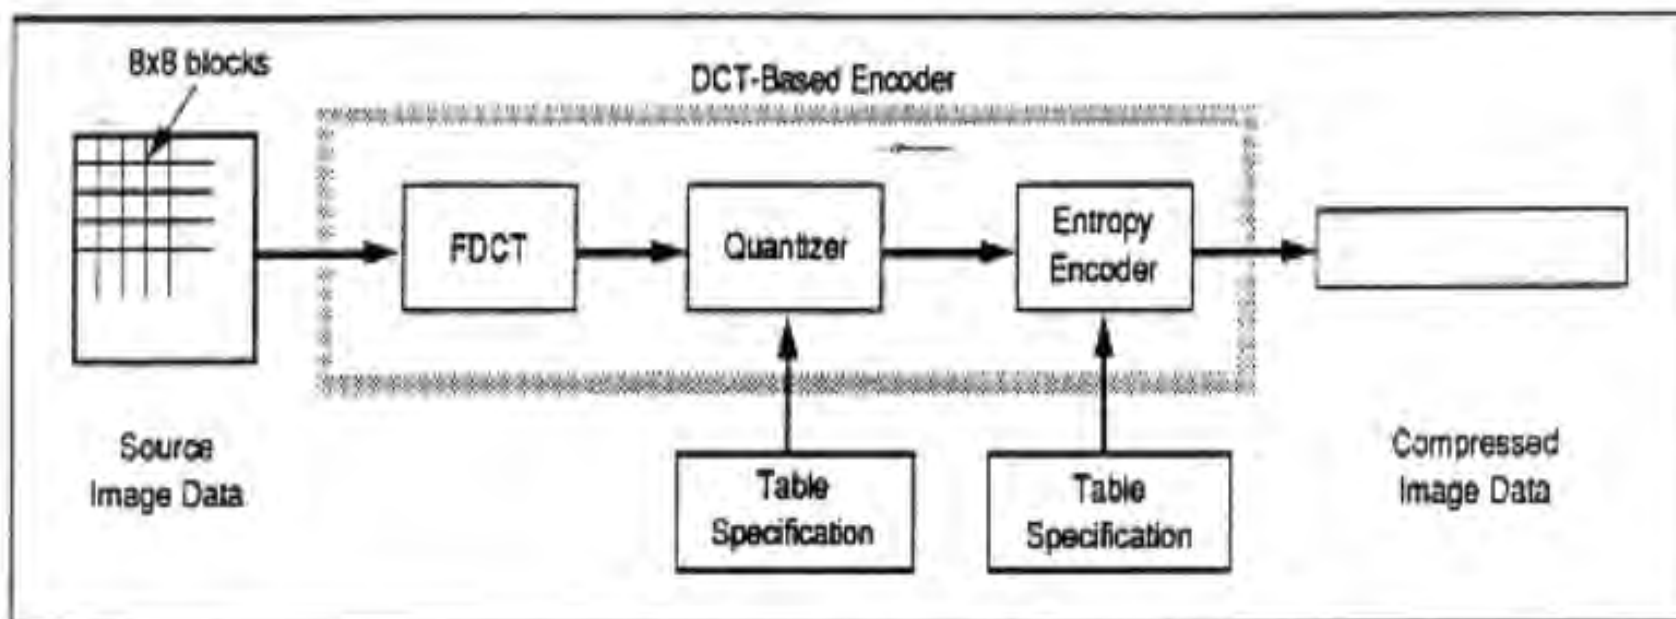 8x8 blocks
DCT-Based Encoder
FDCT
Quantizer
Entropy
Encoder
Source
Image Data
Table
Specification
Table
Specification
Compressed
Image Data